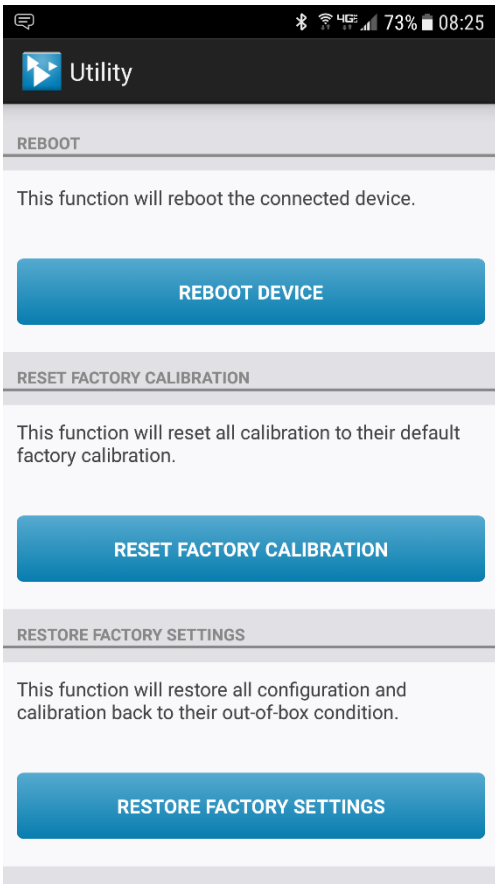 4G 73% 08:25
Utility
REBOOT
This function will reboot the connected device.
REBOOT DEVICE
RESET FACTORY CALIBRATION
This function will reset all calibration to their default
factory calibration.
RESET FACTORY CALIBRATION
RESTORE FACTORY SETTINGS
This function will restore all configuration and
calibration back to their out-of-box condition.
RESTORE FACTORY SETTINGS